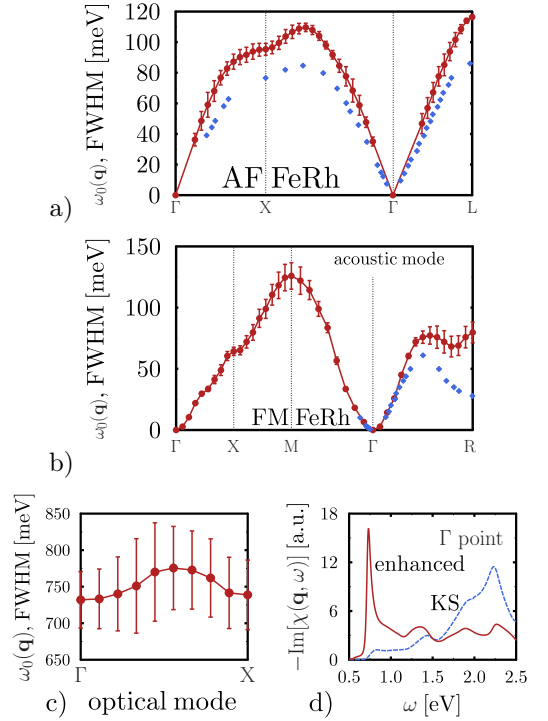 120
100
80
60
40
20
0
ω₀(q), FWHM [meV]
AF FeRh
Γ X Γ L
a)
150
100
50
0
ω₀(q), FWHM [meV]
acoustic mode
FM FeRh
Γ X M Γ R
b)
850
800
750
700
650
ω₀(q), FWHM [meV]
Γ X
c) optical mode
18
12
6
0
−Im[χ(q, ω)] [a.u.]
Γ point
enhanced
KS
0.5 1.0 1.5 2.0 2.5
d) ω [eV]